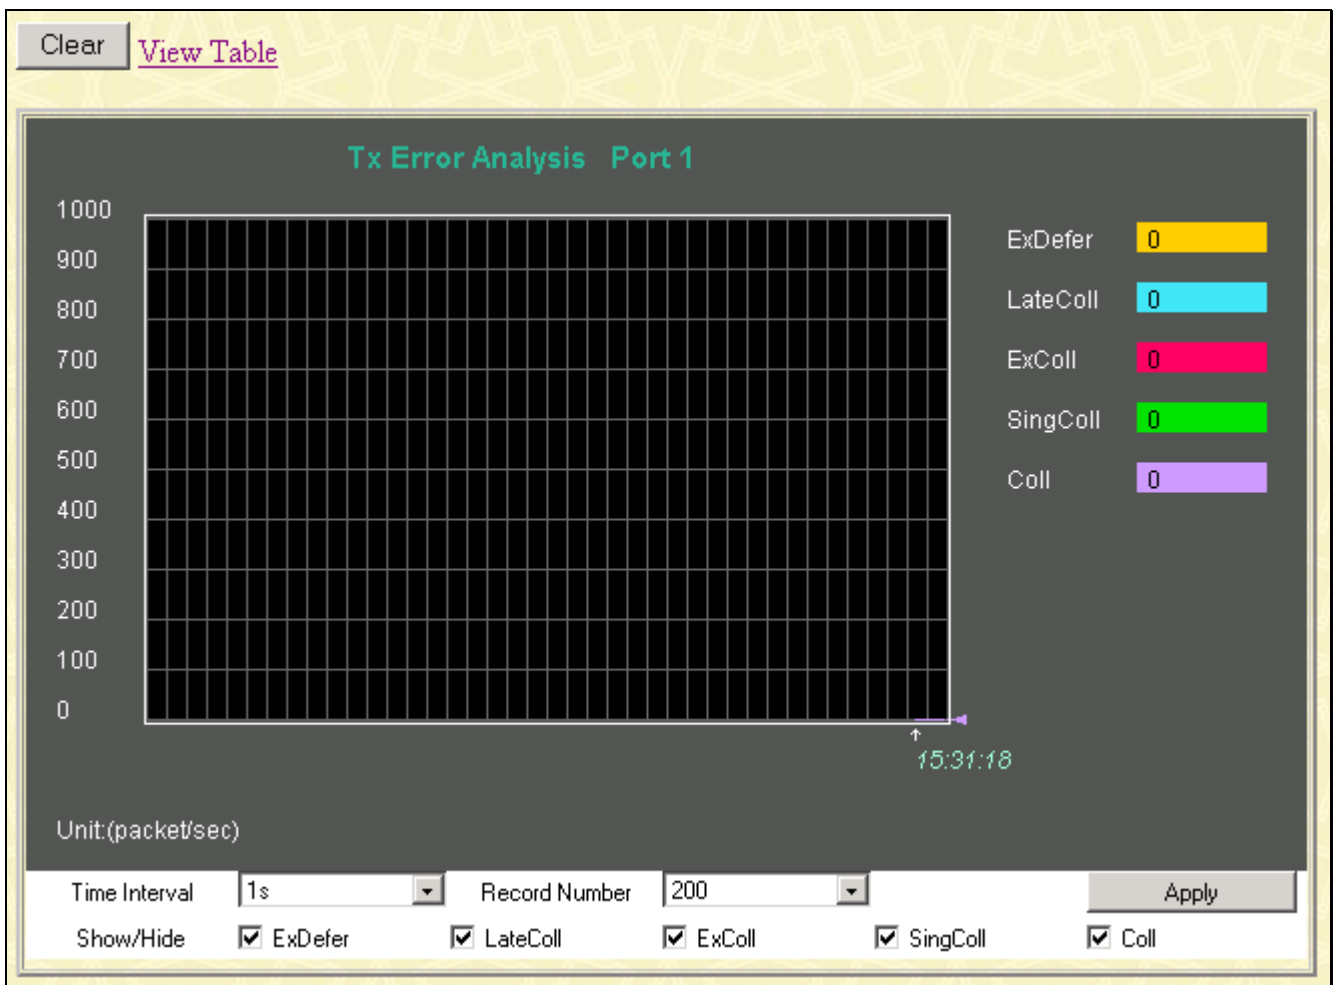 Clear View Table
Tx Error Analysis Port 1
1000
900
800
700
600
500
400
300
200
100
0
ExDefer 0
LateColl 0
ExColl 0
SingColl 0
Coll 0
15:31:18
Unit:(packet/sec)
Time Interval 1s Record Number 200 Apply
Show/Hide ExDefer LateColl ExColl SingColl Coll